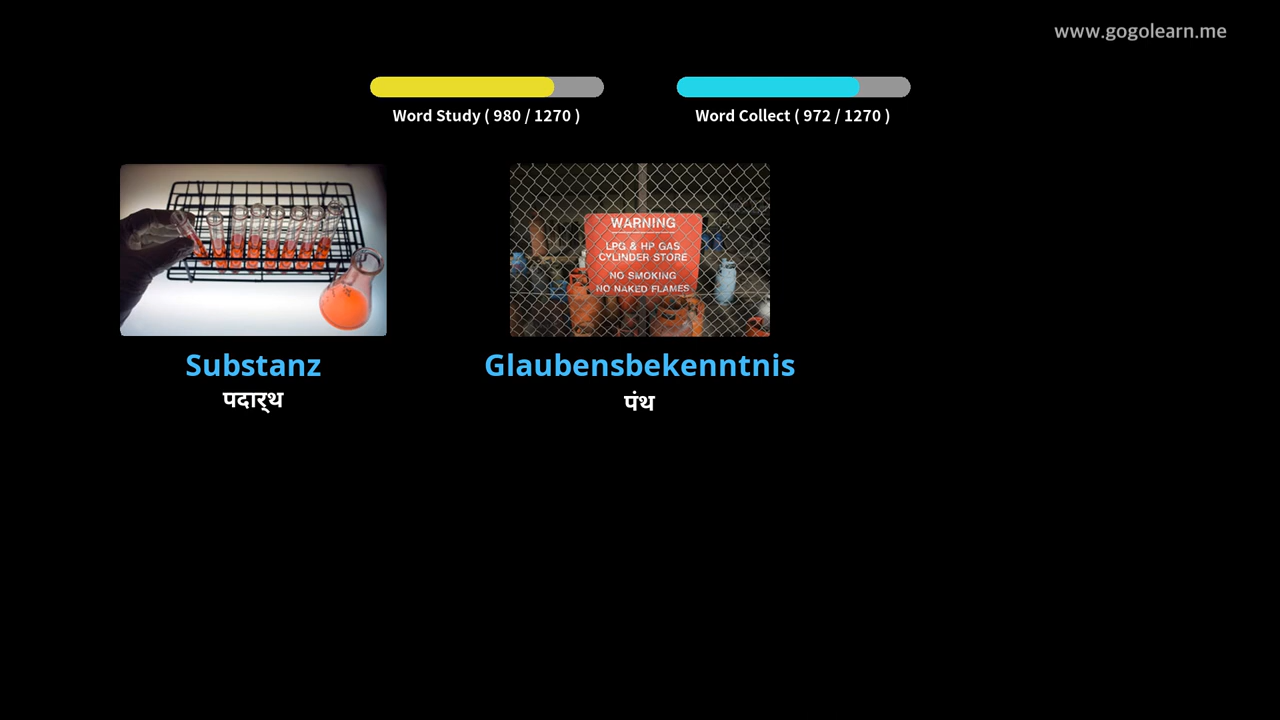 www.gogolearn.me
Word Study ( 980 / 1270 )
Word Collect ( 972 / 1270 )
WARNING
LPG & HP GAS
CYLINDER STORE
NO SMOKING
NO NAKED FLAMES
Substanz
पदार्थ
Glaubensbekenntnis
पंथ